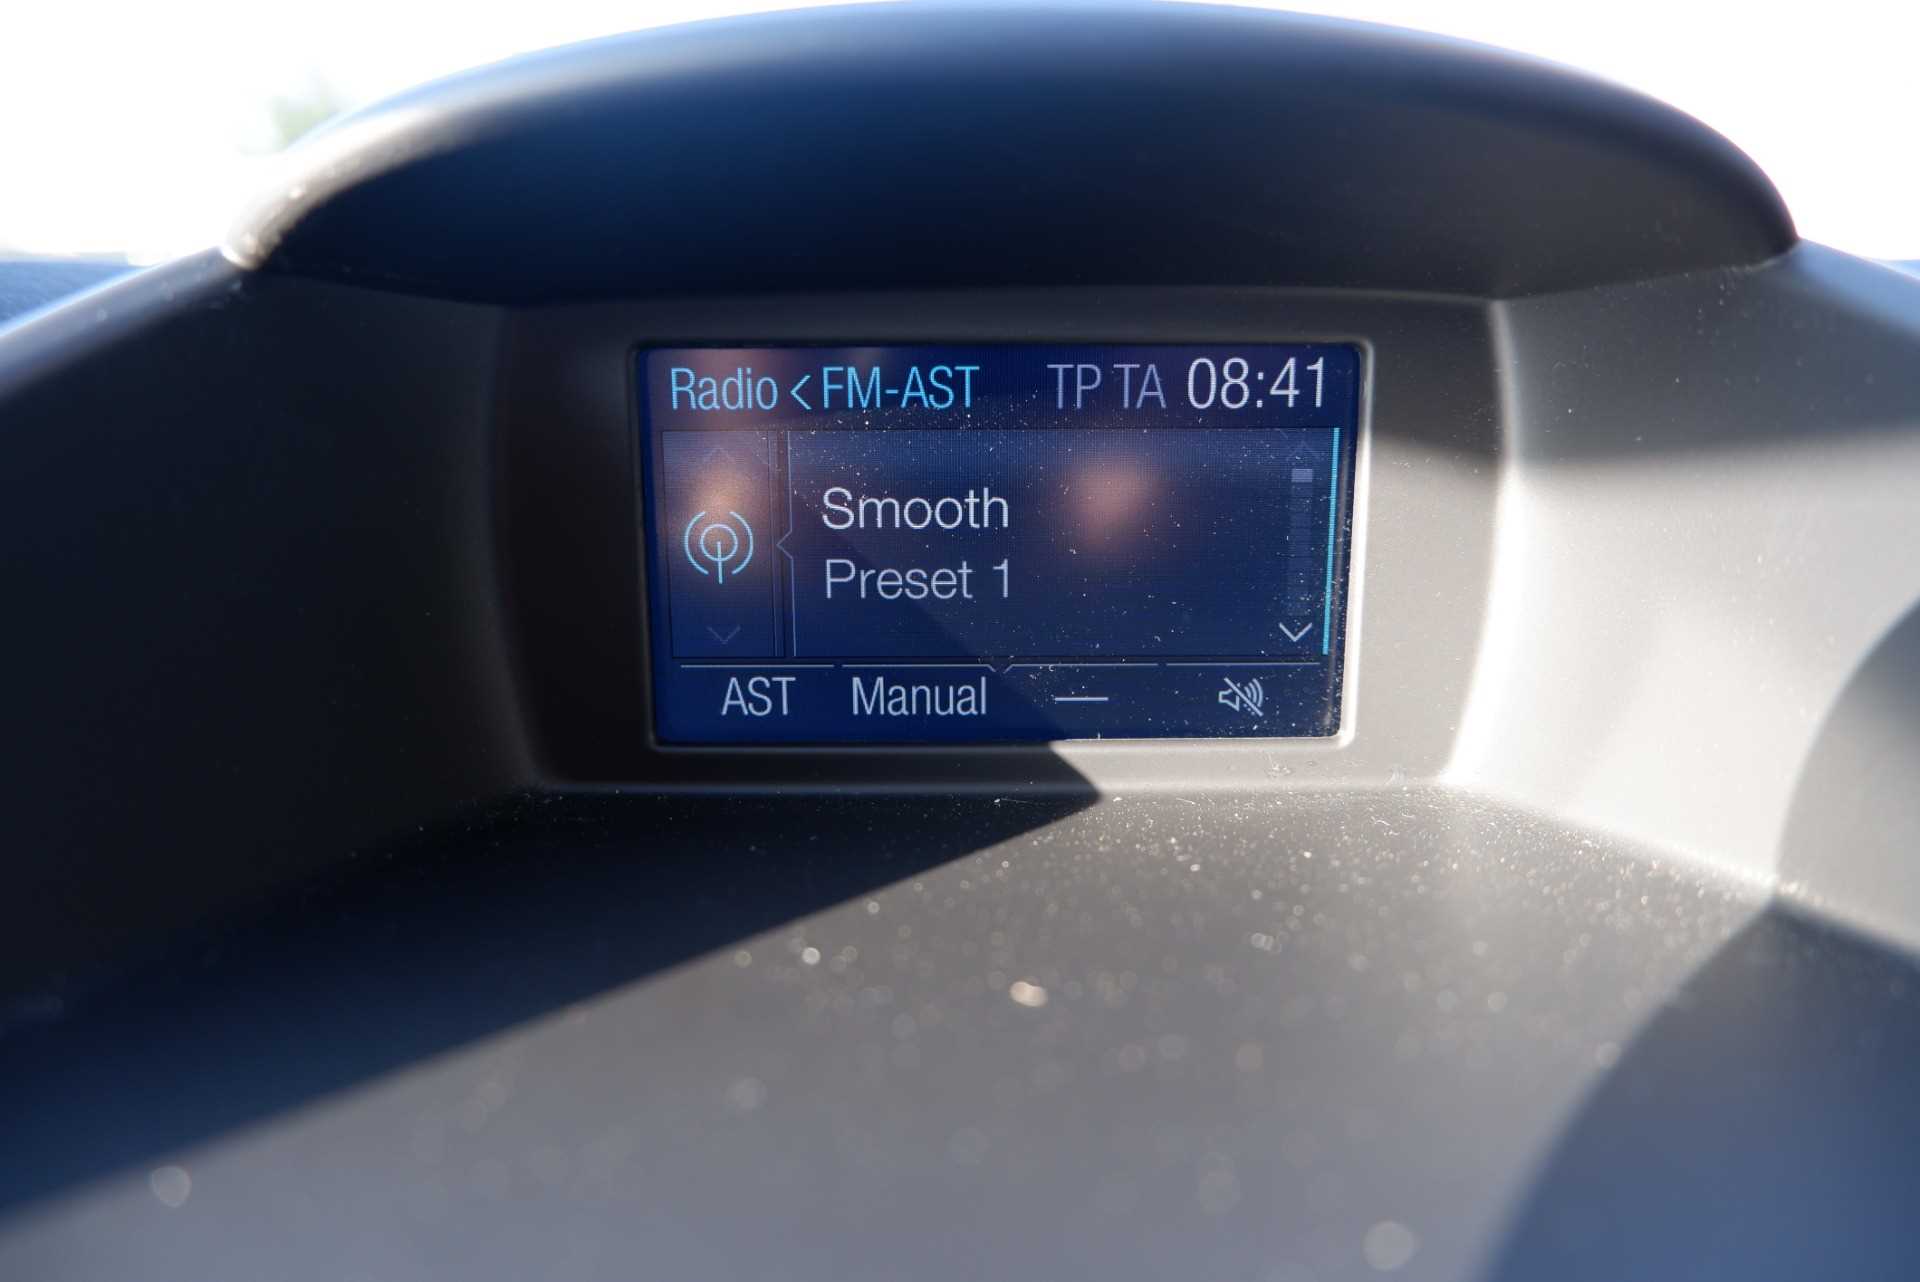 Radio < FM-AST TP TA 08:41
Smooth
Preset 1
AST Manual —